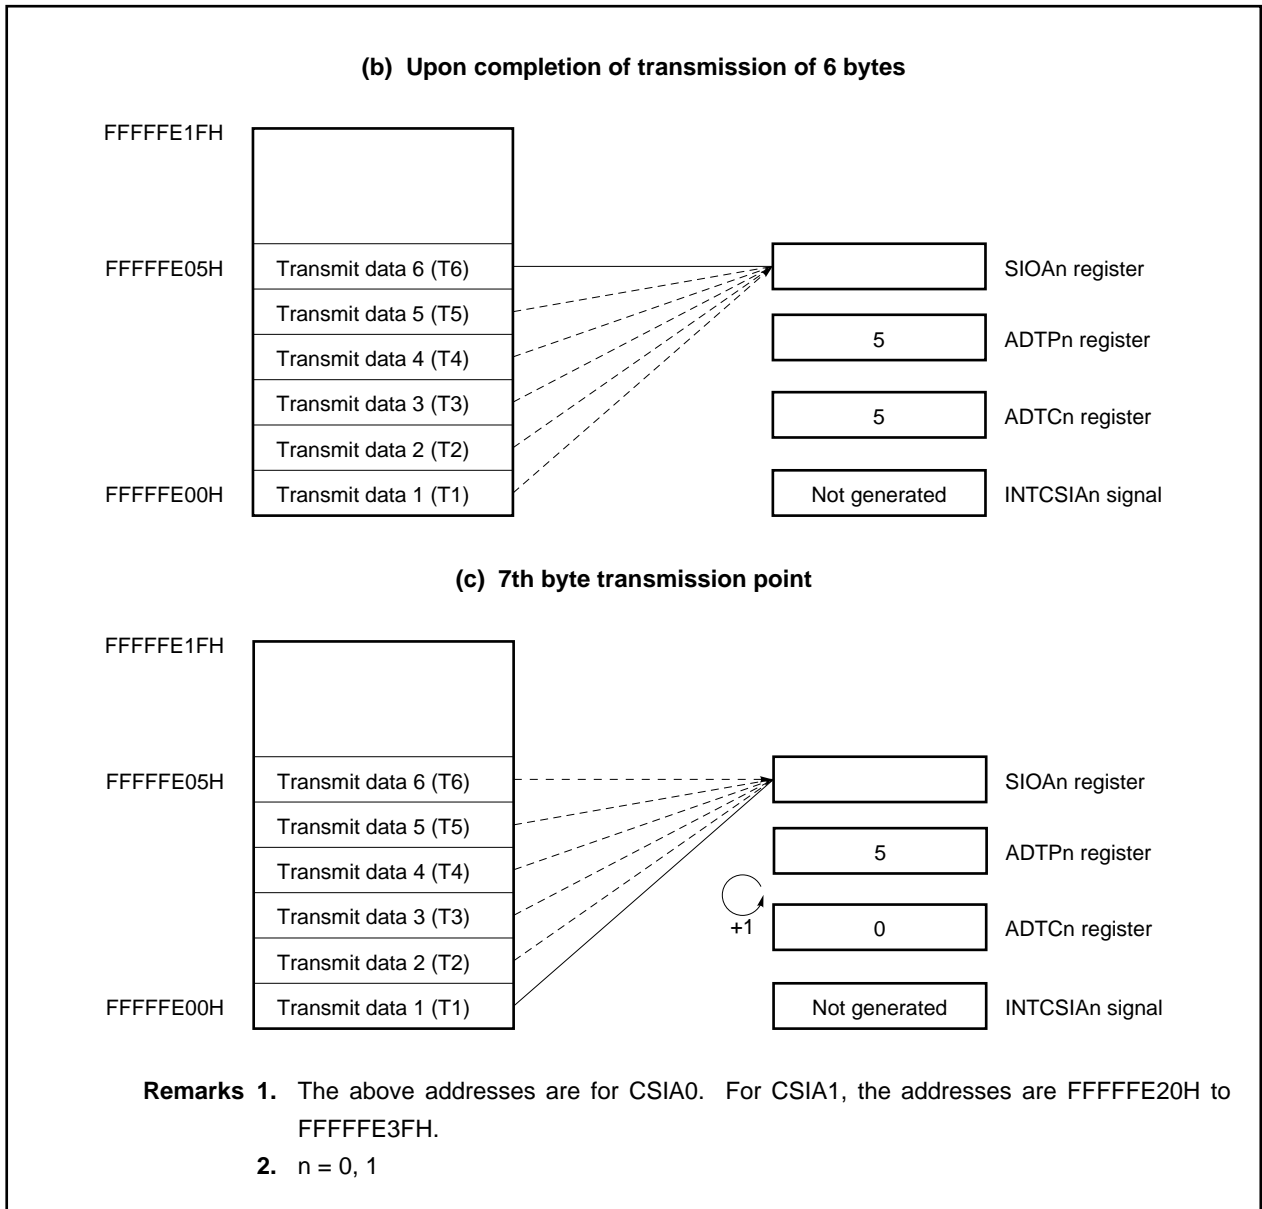 (b) Upon completion of transmission of 6 bytes
FFFFFE1FH
FFFFFE05H Transmit data 6 (T6) SIOAn register
Transmit data 5 (T5)
5 ADTPn register
Transmit data 4 (T4)
Transmit data 3 (T3)
5 ADTCn register
Transmit data 2 (T2)
FFFFFE00H Transmit data 1 (T1) Not generated INTCSIAn signal
(c) 7th byte transmission point
FFFFFE1FH
FFFFFE05H Transmit data 6 (T6) SIOAn register
Transmit data 5 (T5)
5 ADTPn register
Transmit data 4 (T4)
Transmit data 3 (T3)
+1 0 ADTCn register
Transmit data 2 (T2)
FFFFFE00H Transmit data 1 (T1) Not generated INTCSIAn signal
Remarks 1. The above addresses are for CSIA0. For CSIA1, the addresses are FFFFFE20H to
FFFFFE3FH.
2. n = 0, 1